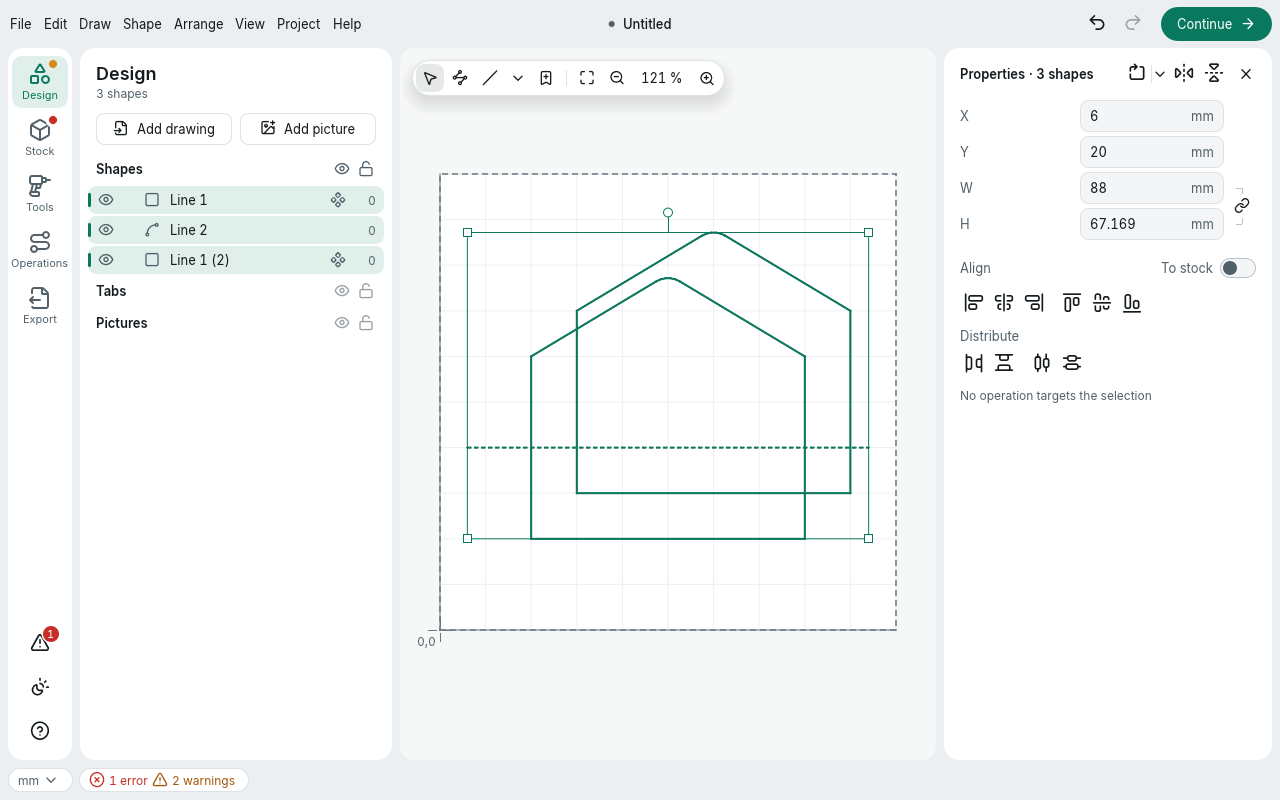 File Edit Draw Shape Arrange View Project Help
Untitled
Continue
Design
Stock
Tools
Operations
Export
1
Design
3 shapes
Add drawing
Add picture
Shapes
Line 1 0
Line 2 0
Line 1 (2) 0
Tabs
Pictures
121 %
0,0
Properties · 3 shapes
X 6 mm
Y 20 mm
W 88 mm
H 67.169 mm
Align To stock
Distribute
No operation targets the selection
mm
1 error 2 warnings